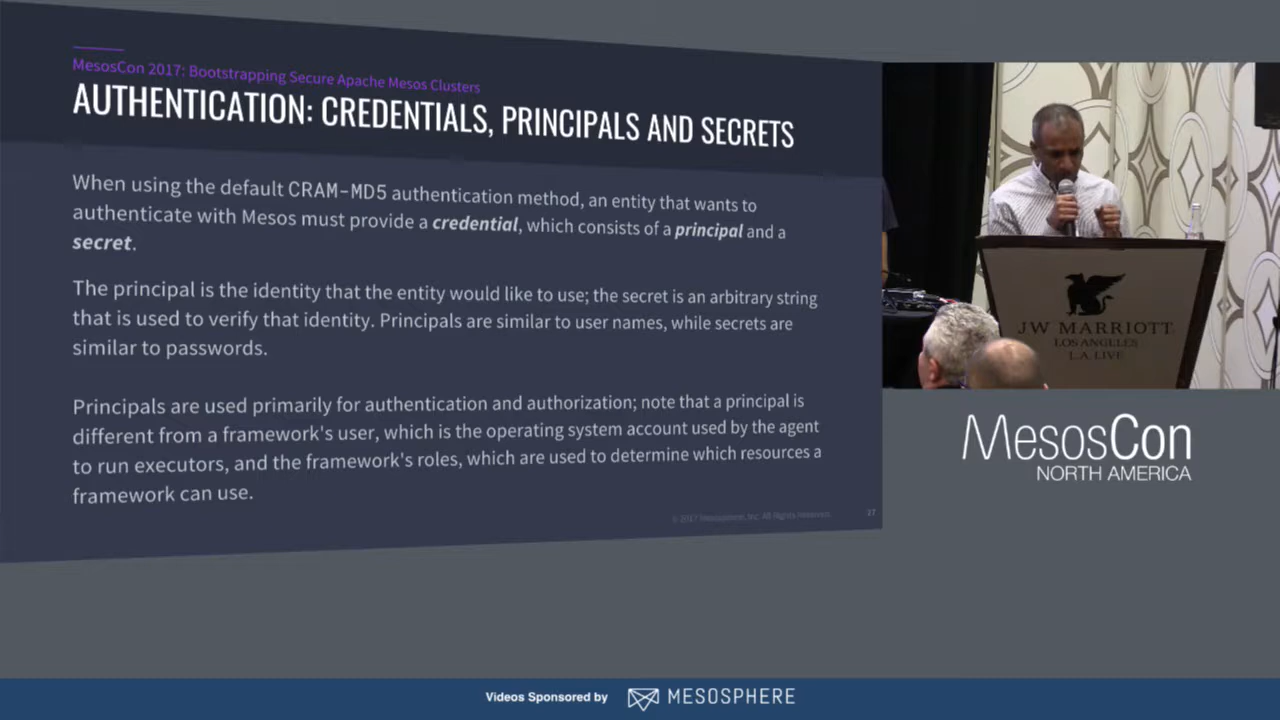 MesosCon 2017: Bootstrapping Secure Apache Mesos Clusters
AUTHENTICATION: CREDENTIALS, PRINCIPALS AND SECRETS
When using the default CRAM-MD5 authentication method, an entity that wants to
authenticate with Mesos must provide a credential, which consists of a principal and a
secret.
The principal is the identity that the entity would like to use; the secret is an arbitrary string
that is used to verify that identity. Principals are similar to user names, while secrets are
similar to passwords.
Principals are used primarily for authentication and authorization; note that a principal is
different from a framework's user, which is the operating system account used by the agent
to run executors, and the framework's roles, which are used to determine which resources a
framework can use.
© 2017 Mesosphere, Inc. All Rights Reserved.
JW MARRIOTT
LOS ANGELES
L.A. LIVE
MesosCon
NORTH AMERICA
Videos Sponsored by
MESOSPHERE